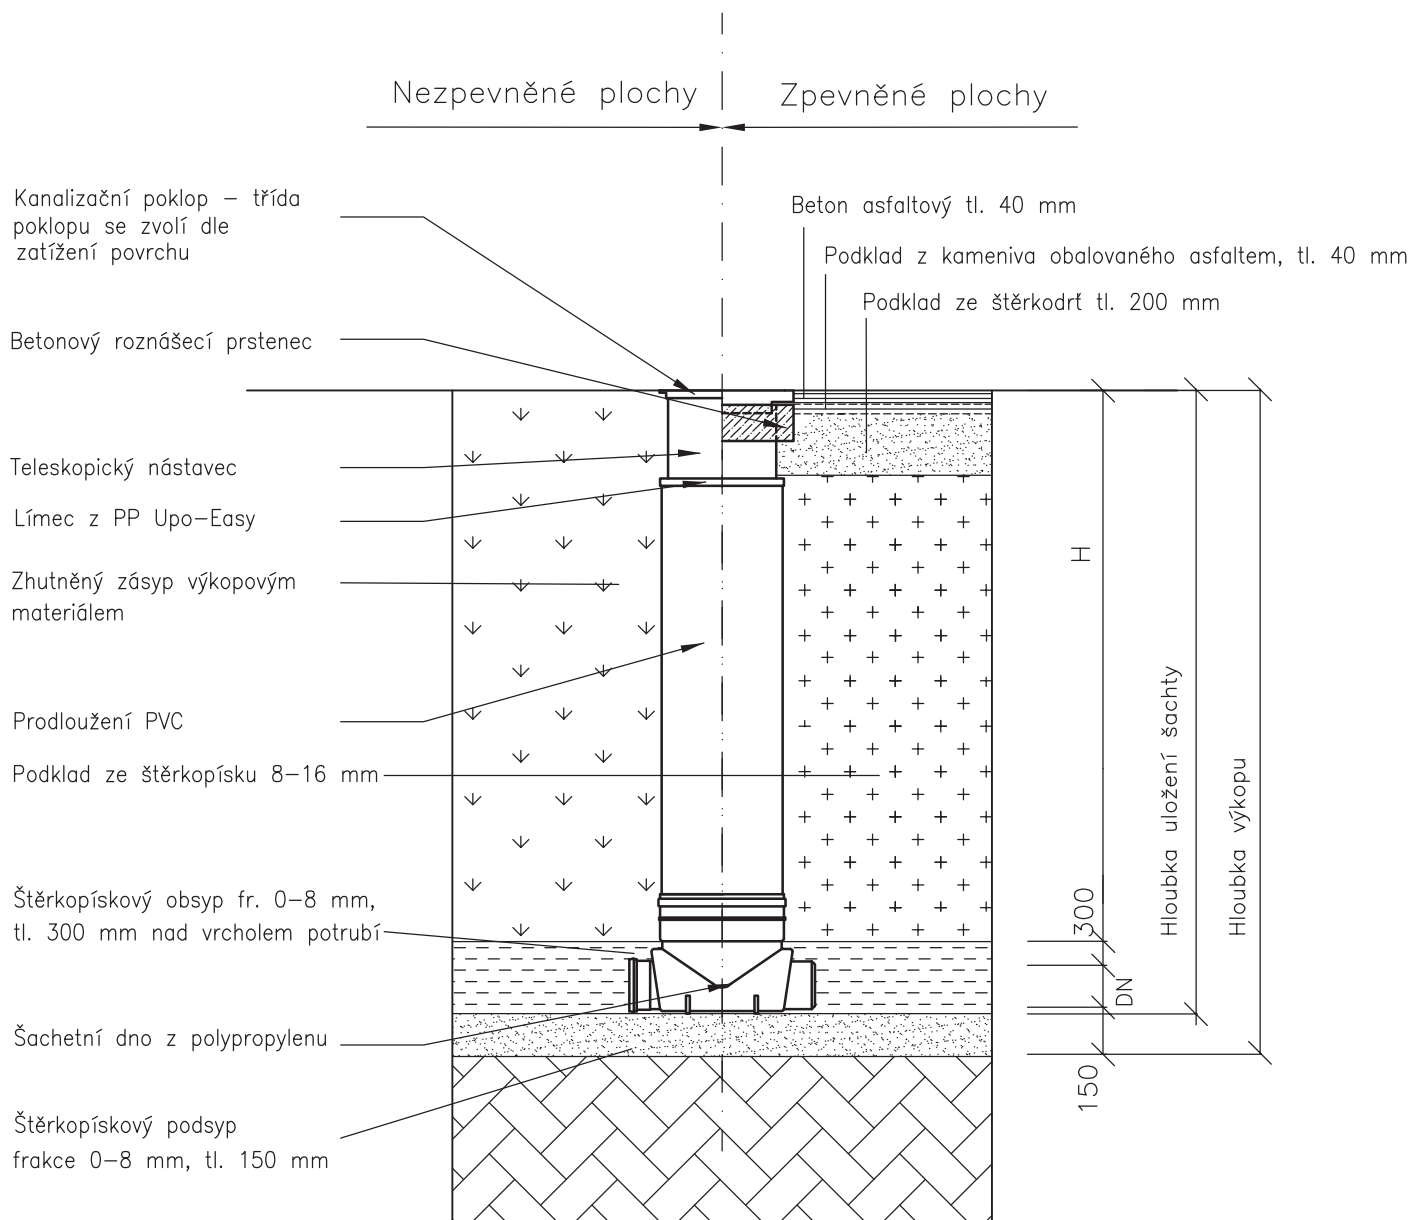 Nezpevněné plochy
Zpevněné plochy
Kanalizační poklop – třída
poklopu se zvolí dle
zatížení povrchu
Betonový roznášecí prstenec
Teleskopický nástavec
Límec z PP Upo-Easy
Zhutněný zásyp výkopovým
materiálem
Prodloužení PVC
Podklad ze štěrkopísku 8-16 mm
Štěrkopískový obsyp fr. 0-8 mm,
tl. 300 mm nad vrcholem potrubí
Šachetní dno z polypropylenu
Štěrkopískový podsyp
frakce 0-8 mm, tl. 150 mm
Beton asfaltový tl. 40 mm
Podklad z kameniva obalovaného asfaltem, tl. 40 mm
Podklad ze štěrkodrť tl. 200 mm
H
300
DN
150
Hloubka uložení šachty
Hloubka výkopu